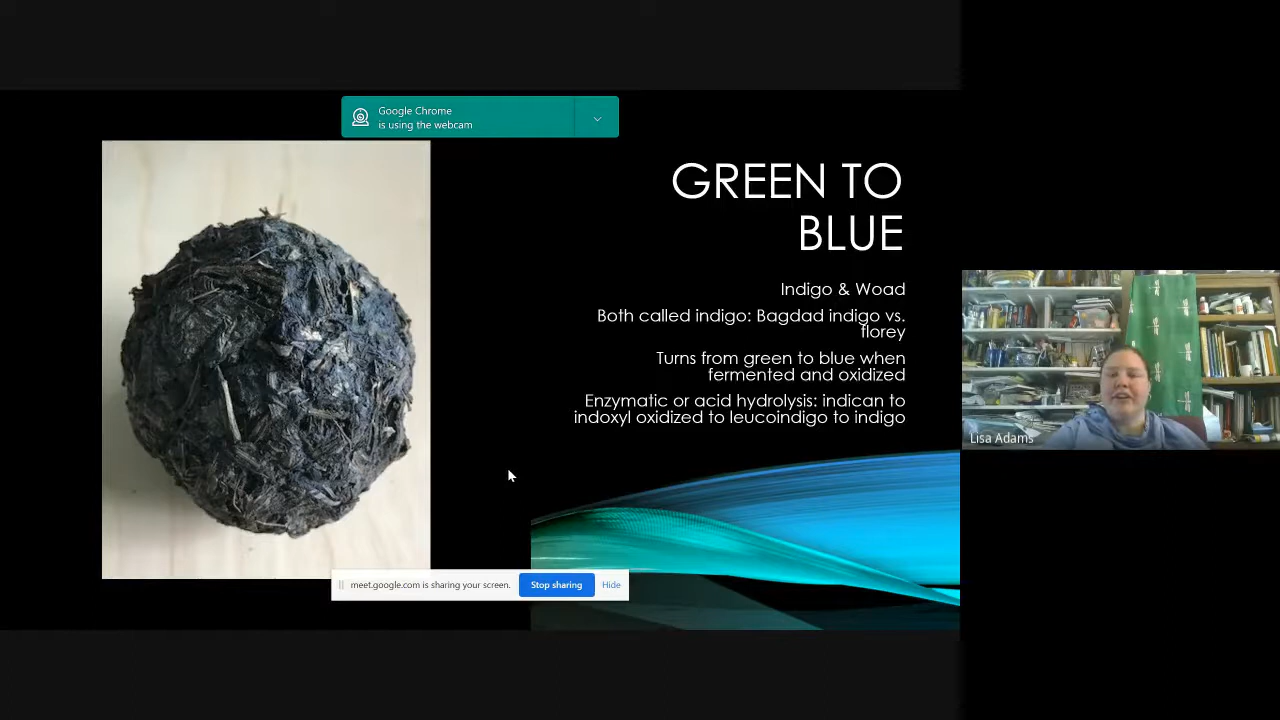 Google Chrome
is using the webcam
GREEN TO
BLUE
Indigo & Woad
Both called indigo: Bagdad indigo vs.
florey
Turns from green to blue when
fermented and oxidized
Enzymatic or acid hydrolysis: indican to
indoxyl oxidized to leucoindigo to indigo
Lisa Adams
meet.google.com is sharing your screen.
Stop sharing
Hide